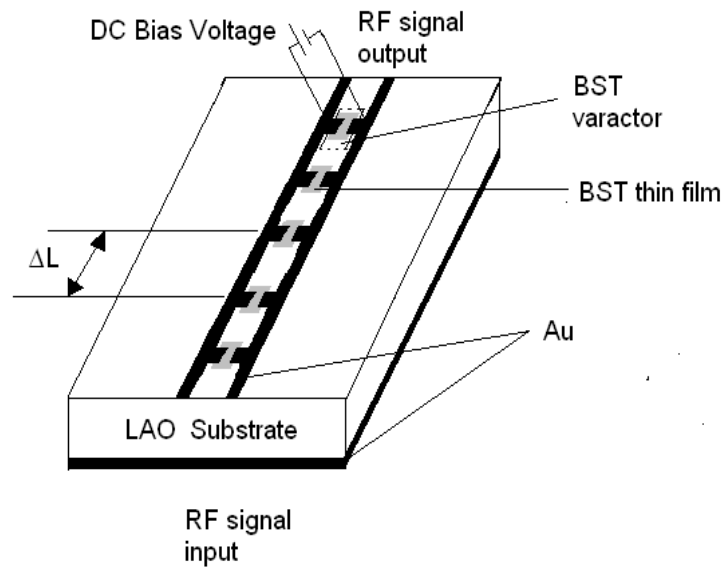 DC Bias Voltage
RF signal
output
BST
varactor
BST thin film
ΔL
Au
LAO Substrate
RF signal
input